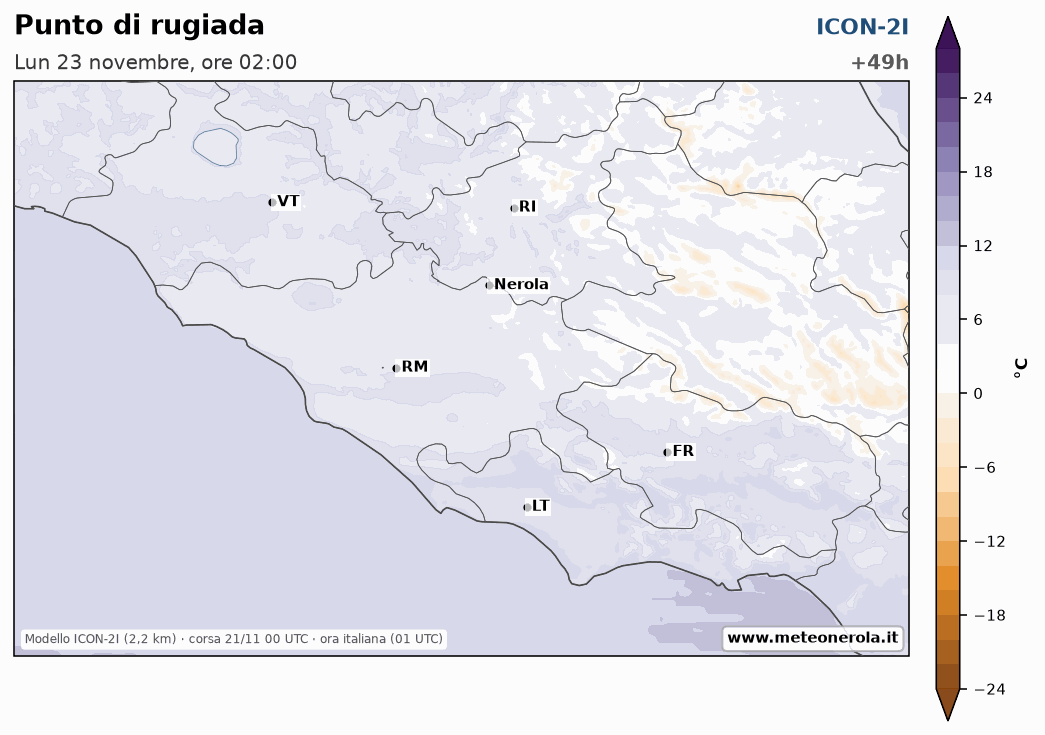 Punto di rugiada
ICON-2I
Lun 23 novembre, ore 02:00
+49h
VT
RI
Nerola
RM
FR
LT
Modello ICON-2I (2,2 km) · corsa 21/11 00 UTC · ora italiana (01 UTC)
www.meteonerola.it
24
18
12
6
0
−6
−12
−18
−24
°C